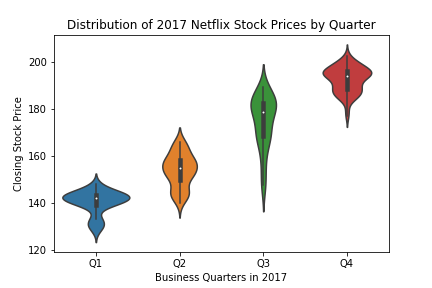 Distribution of 2017 Netflix Stock Prices by Quarter
200
180
160
140
120
Closing Stock Price
Q1 Q2 Q3 Q4
Business Quarters in 2017